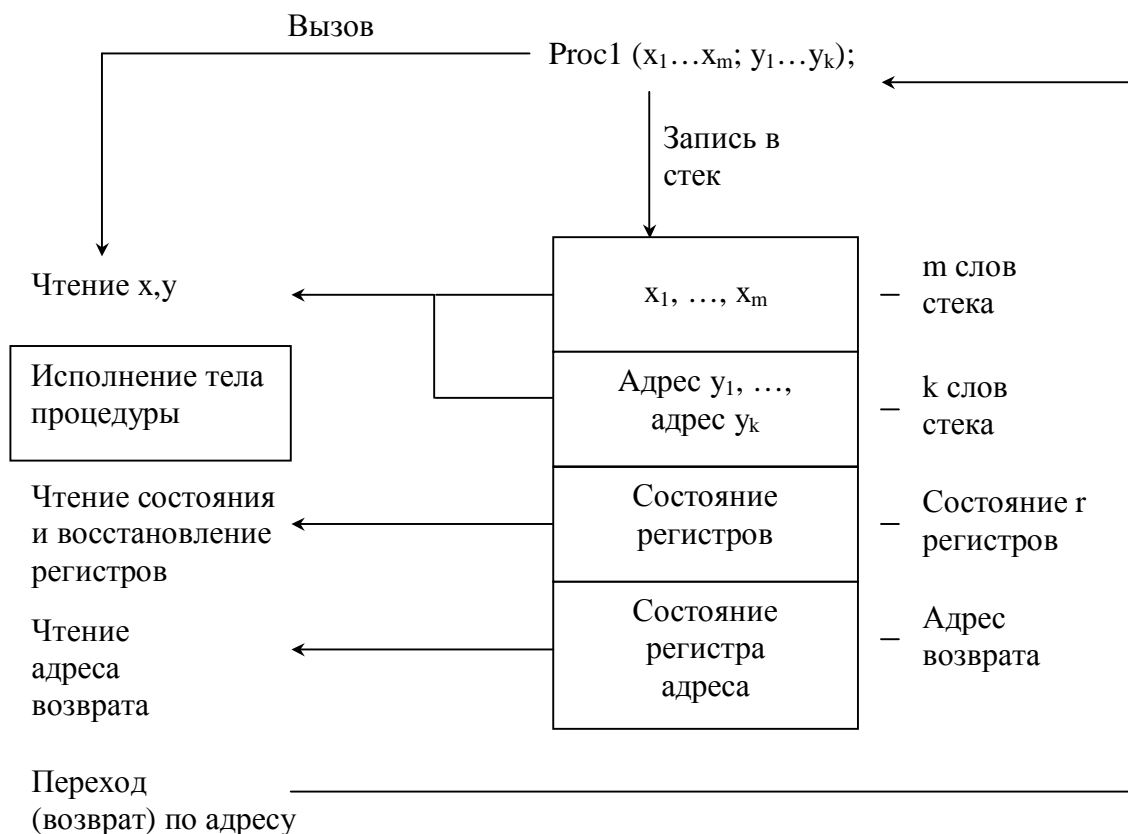 Вызов
Proc1 (x₁…xₘ; y₁…yₖ);
Запись в
стек
Чтение x,y
x₁, …, xₘ
m слов
стека
Исполнение тела
процедуры
Адрес y₁, …,
адрес yₖ
k слов
стека
Чтение состояния
и восстановление
регистров
Состояние
регистров
Состояние r
регистров
Чтение
адреса
возврата
Состояние
регистра
адреса
Адрес
возврата
Переход
(возврат) по адресу